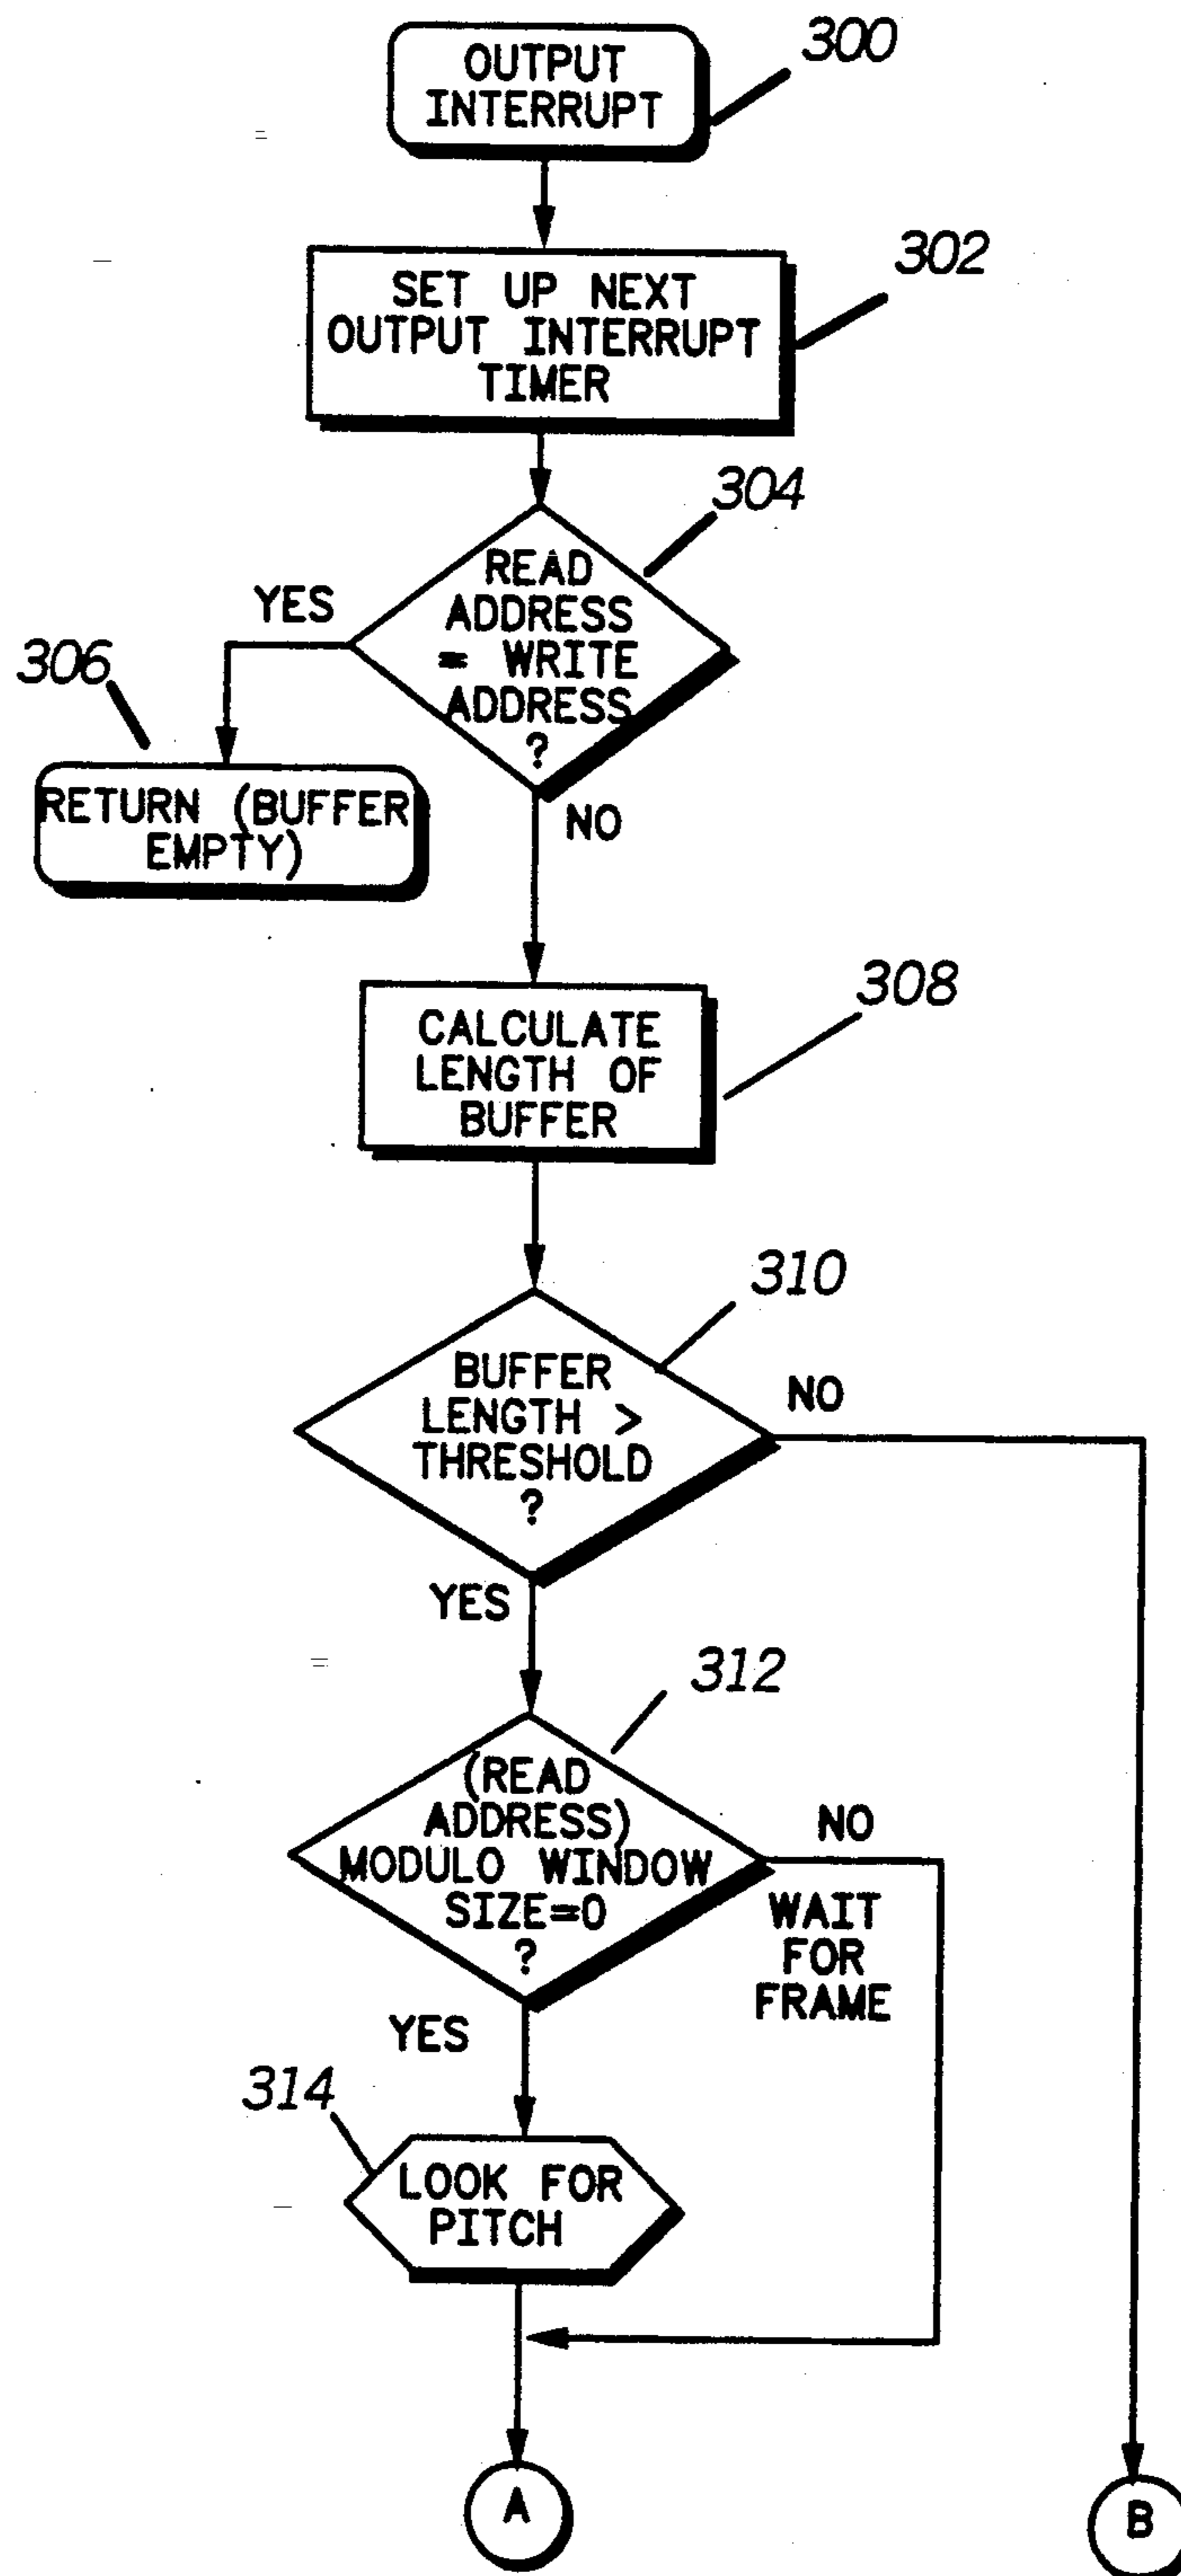 OUTPUT
INTERRUPT
300
SET UP NEXT
OUTPUT INTERRUPT
TIMER
302
304
READ
ADDRESS
= WRITE
ADDRESS
?
YES
306
RETURN (BUFFER
EMPTY)
NO
308
CALCULATE
LENGTH OF
BUFFER
310
BUFFER
LENGTH >
THRESHOLD
?
NO
YES
312
(READ
ADDRESS)
MODULO WINDOW
SIZE=0
?
NO
WAIT
FOR
FRAME
YES
314
LOOK FOR
PITCH
A
B